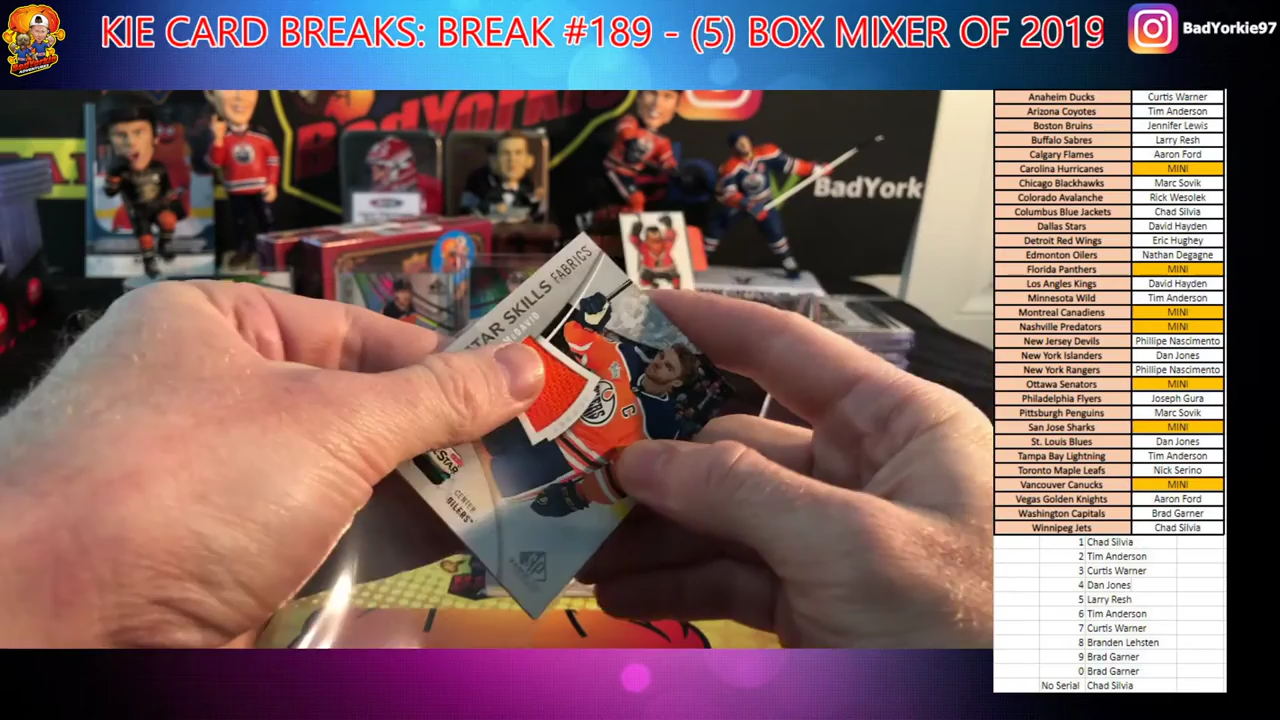 KIE CARD BREAKS: BREAK #189 - (5) BOX MIXER OF 2019
BadYorkie97
BadYork
STAR SKILLS FABRICS
CENTER
OILERS
C
Anaheim Ducks Curtis Warner
Arizona Coyotes Tim Anderson
Boston Bruins Jennifer Lewis
Buffalo Sabres Larry Resh
Calgary Flames Aaron Ford
Carolina Hurricanes MINI
Chicago Blackhawks Marc Sovik
Colorado Avalanche Rick Wesolek
Columbus Blue Jackets Chad Silvia
Dallas Stars David Hayden
Detroit Red Wings Eric Hughey
Edmonton Oilers Nathan Degagne
Florida Panthers MINI
Los Angles Kings David Hayden
Minnesota Wild Tim Anderson
Montreal Canadiens MINI
Nashville Predators MINI
New Jersey Devils Phillipe Nascimento
New York Islanders Dan Jones
New York Rangers Phillipe Nascimento
Ottawa Senators MINI
Philadelphia Flyers Joseph Gura
Pittsburgh Penguins Marc Sovik
San Jose Sharks MINI
St. Louis Blues Dan Jones
Tampa Bay Lightning Tim Anderson
Toronto Maple Leafs Nick Serino
Vancouver Canucks MINI
Vegas Golden Knights Aaron Ford
Washington Capitals Brad Garner
Winnipeg Jets Chad Silvia
1 Chad Silvia
2 Tim Anderson
3 Curtis Warner
4 Dan Jones
5 Larry Resh
6 Tim Anderson
7 Curtis Warner
8 Branden Lehsten
9 Brad Garner
0 Brad Garner
No Serial Chad Silvia